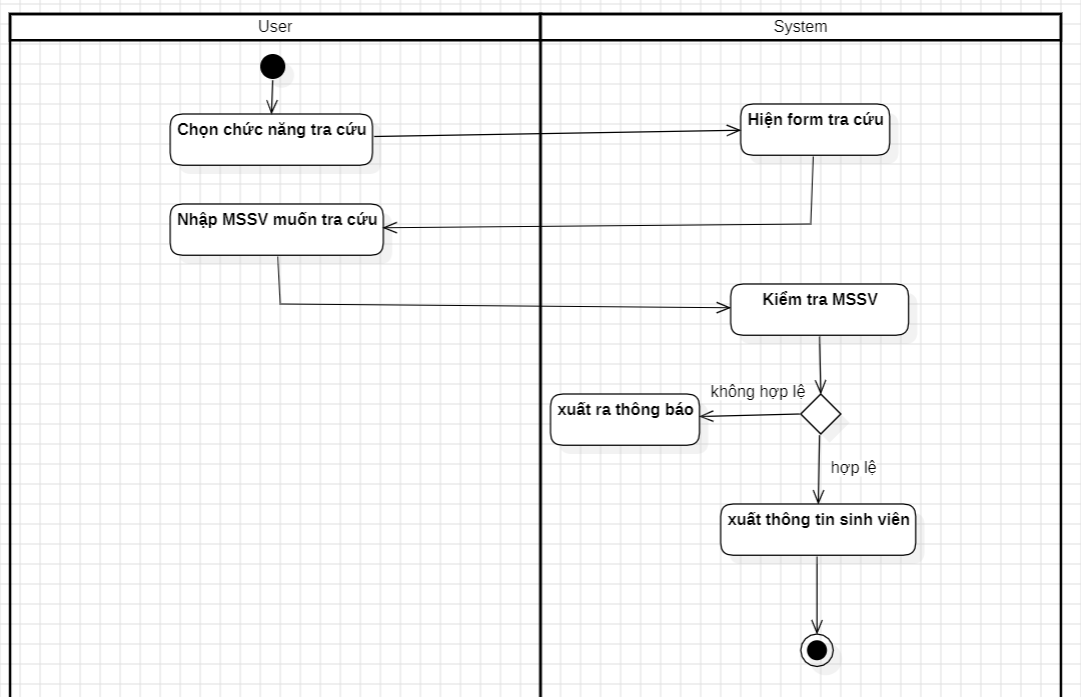 User
System
Chọn chức năng tra cứu
Hiện form tra cứu
Nhập MSSV muốn tra cứu
Kiểm tra MSSV
không hợp lệ
xuất ra thông báo
hợp lệ
xuất thông tin sinh viên